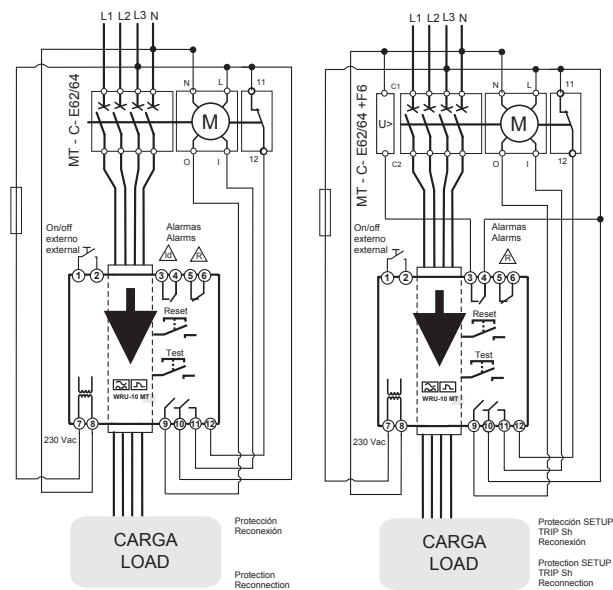 L1 L2 L3 N
N
L
11
MT - C- E62/64
M
12
O
I
On/off
externo
external
Alarmas
Alarms
Id
R
1
2
3
4
5
6
Reset
Test
WRU-10 MT
7
8
9
10
11
12
230 Vac
CARGA
LOAD
Protección
Reconexión
Protection
Reconnection
L1 L2 L3 N
N
L
11
C1
MT - C- E62/64 +F6
U>
M
C2
12
O
I
On/off
externo
external
Alarmas
Alarms
R
1
2
3
4
5
6
Reset
Test
WRU-10 MT
7
8
9
10
11
12
230 Vac
CARGA
LOAD
Protección SETUP
TRIP Sh
Reconexión
Protection SETUP
TRIP Sh
Reconnection